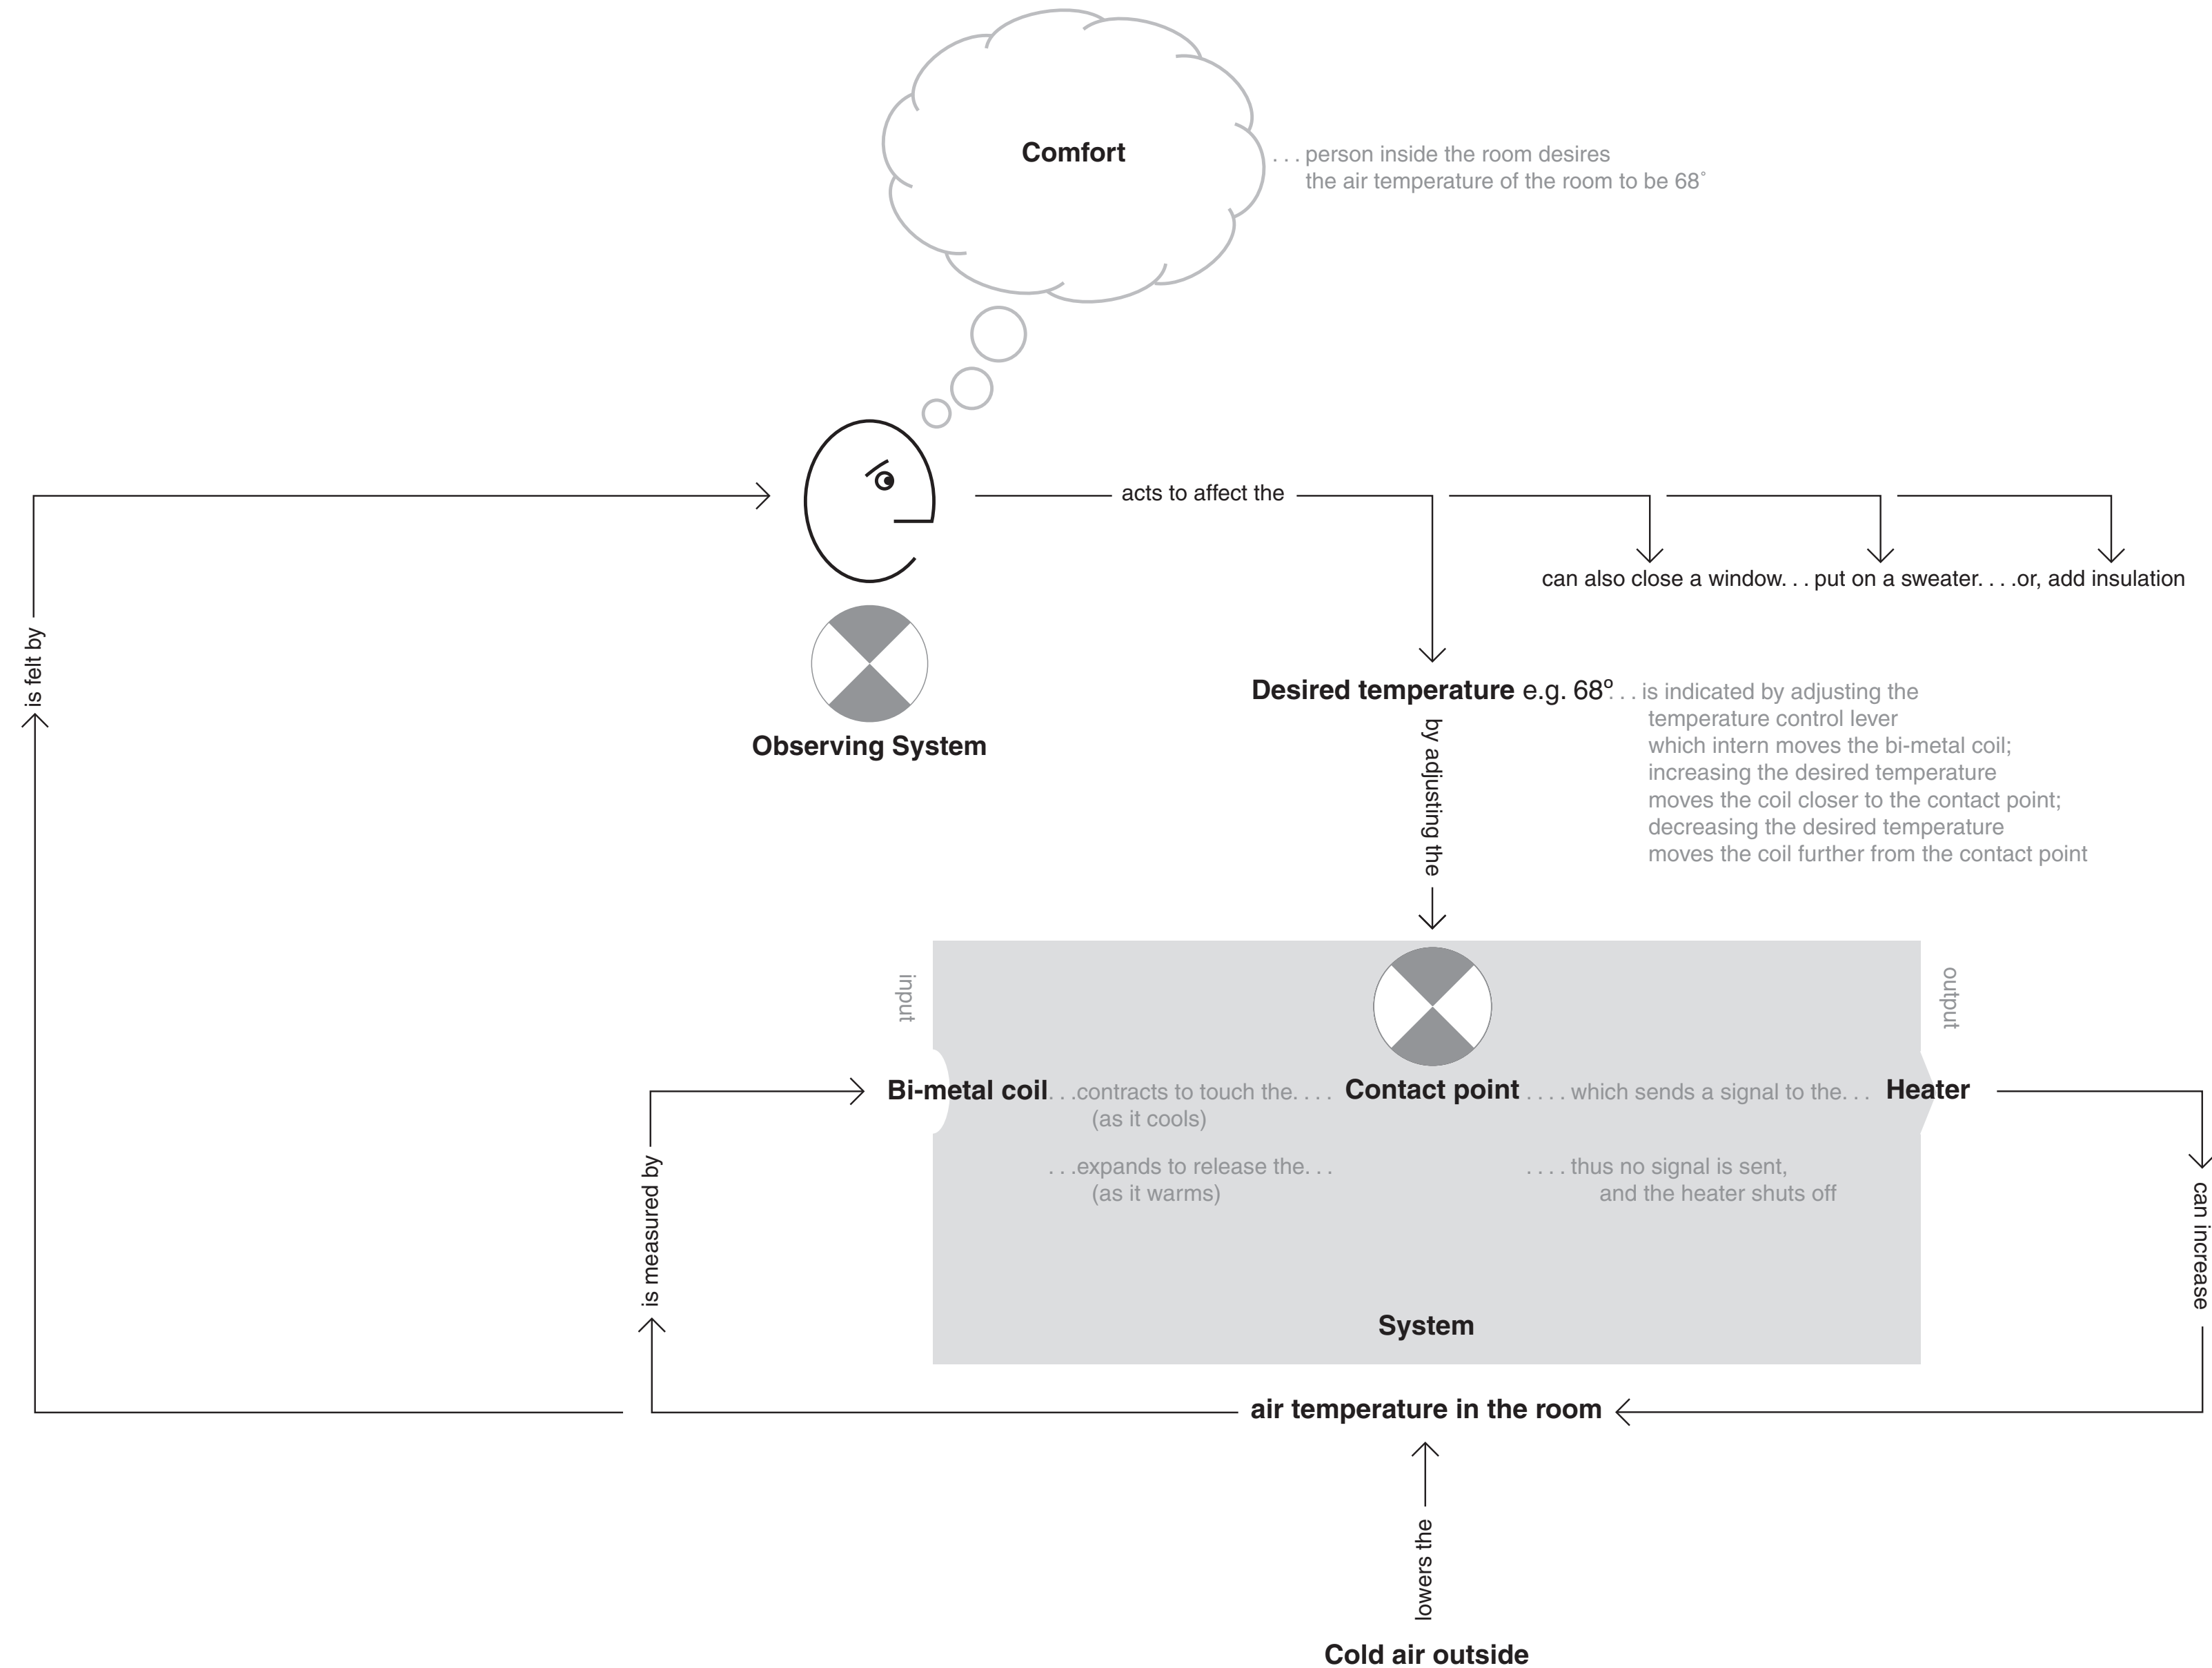 Comfort
. . . person inside the room desires
the air temperature of the room to be 68°
acts to affect the
can also close a window. . . put on a sweater. . . .or, add insulation
is felt by
Observing System
Desired temperature e.g. 68º. . . is indicated by adjusting the
temperature control lever
which intern moves the bi-metal coil;
increasing the desired temperature
moves the coil closer to the contact point;
decreasing the desired temperature
moves the coil further from the contact point
by adjusting the
input
output
Bi-metal coil. . .contracts to touch the. . . . Contact point . . . . which sends a signal to the. . . Heater
(as it cools)
. . .expands to release the. . . . . . . thus no signal is sent,
(as it warms) and the heater shuts off
is measured by
can increase
System
air temperature in the room
lowers the
Cold air outside